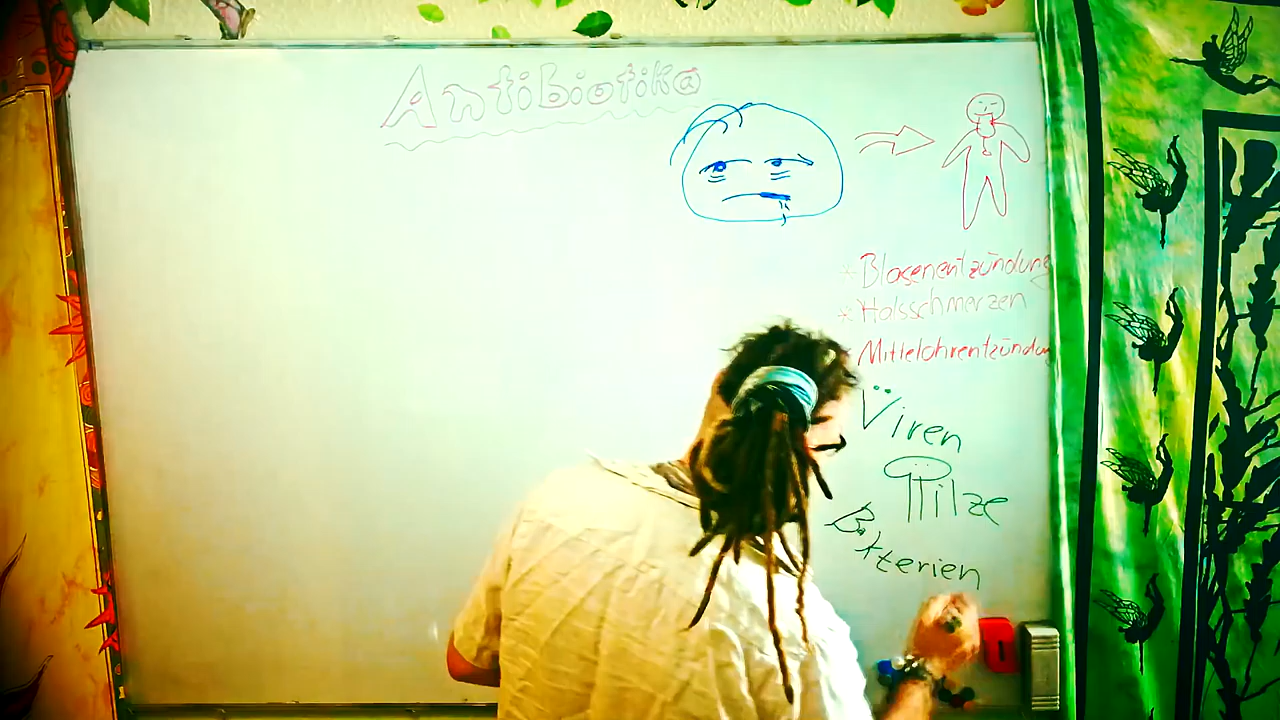 Antibiotika
* Blasenentzündung
* Halsschmerzen
Mittelohrentzündung
Viren
Pilze
Bakterien